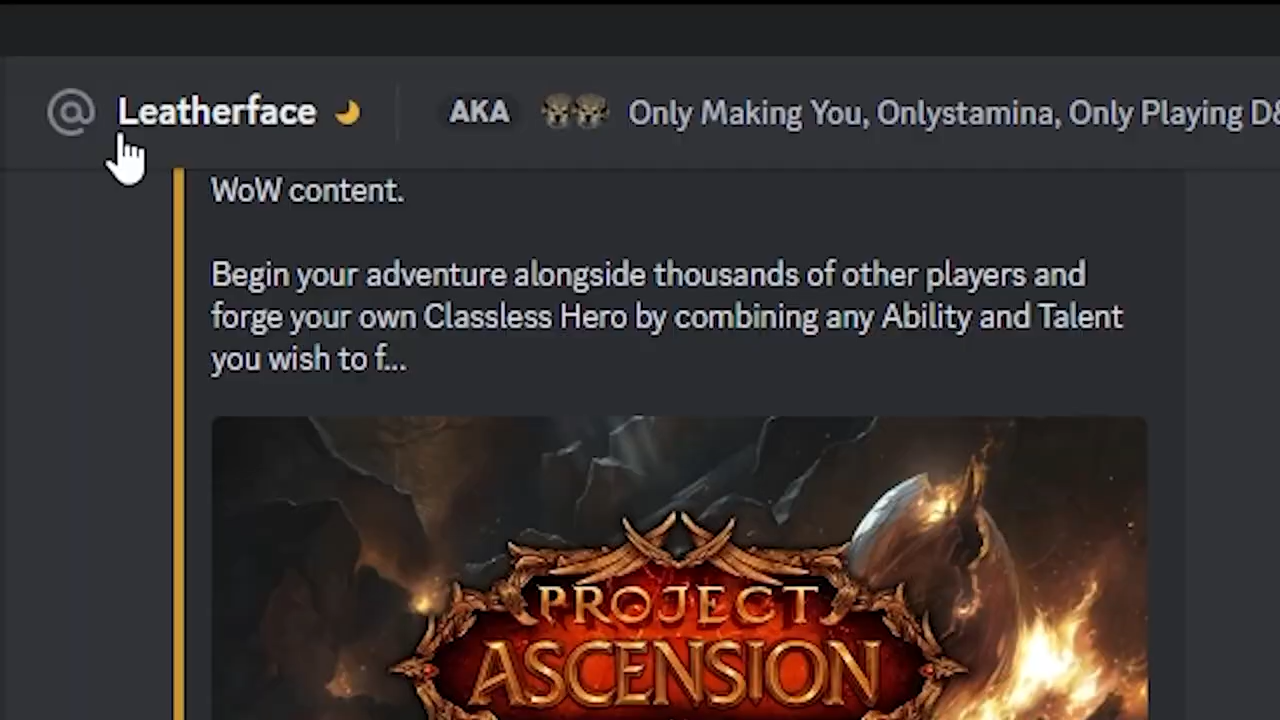 @ Leatherface AKA Only Making You, Onlystamina, Only Playing D&
WoW content.
Begin your adventure alongside thousands of other players and
forge your own Classless Hero by combining any Ability and Talent
you wish to f...
PROJECT
ASCENSION